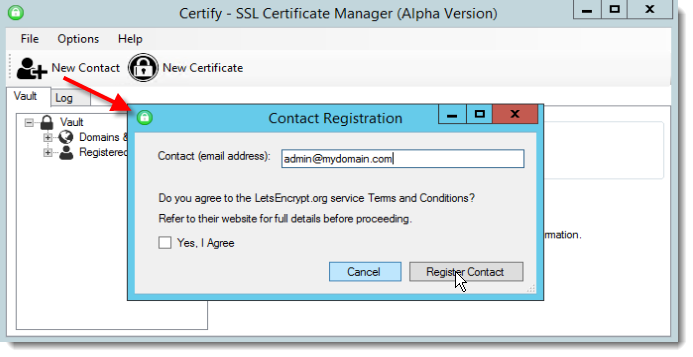 Certify - SSL Certificate Manager (Alpha Version)
File Options Help
New Contact New Certificate
Vault Log
Vault
Domains &
Registered
Contact Registration
Contact (email address): admin@mydomain.com
Do you agree to the LetsEncrypt.org service Terms and Conditions?
Refer to their website for full details before proceeding.
mation.
Yes, I Agree
Cancel Register Contact